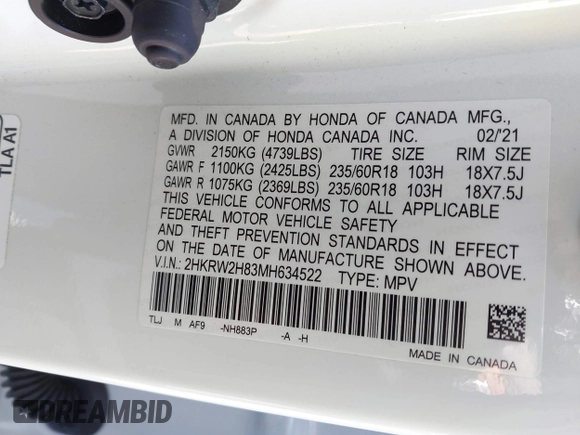 TLA A1
MFD. IN CANADA BY HONDA OF CANADA MFG.,
A DIVISION OF HONDA CANADA INC. 02/'21
GVWR 2150KG (4739LBS) TIRE SIZE RIM SIZE
GAWR F 1100KG (2425LBS) 235/60R18 103H 18X7.5J
GAWR R 1075KG (2369LBS) 235/60R18 103H 18X7.5J
THIS VEHICLE CONFORMS TO ALL APPLICABLE
FEDERAL MOTOR VEHICLE SAFETY
AND THEFT PREVENTION STANDARDS IN EFFECT
ON THE DATE OF MANUFACTURE SHOWN ABOVE.
V.I.N.: 2HKRW2H83MH634522 TYPE: MPV
TLJ M AF9 -NH883P -A -H
MADE IN CANADA
DREAMBID